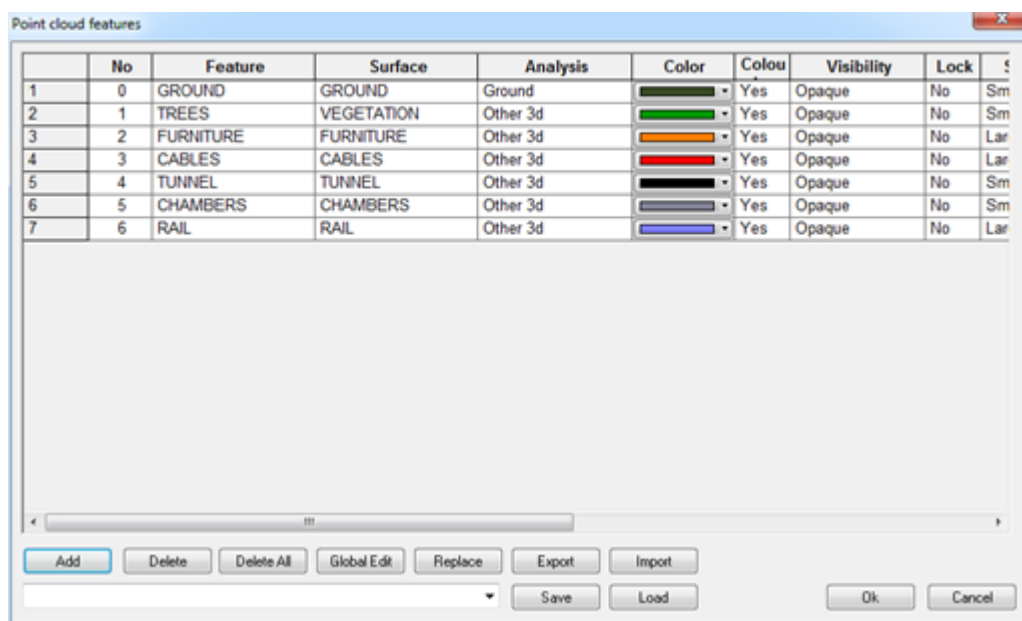 Point cloud features
No Feature Surface Analysis Color Colou Visibility Lock S
1 0 GROUND GROUND Ground Yes Opaque No Sm
2 1 TREES VEGETATION Other 3d Yes Opaque No Sm
3 2 FURNITURE FURNITURE Other 3d Yes Opaque No Lar
4 3 CABLES CABLES Other 3d Yes Opaque No Lar
5 4 TUNNEL TUNNEL Other 3d Yes Opaque No Sm
6 5 CHAMBERS CHAMBERS Other 3d Yes Opaque No Sm
7 6 RAIL RAIL Other 3d Yes Opaque No Lar
Add Delete Delete All Global Edit Replace Export Import
Save Load Ok Cancel